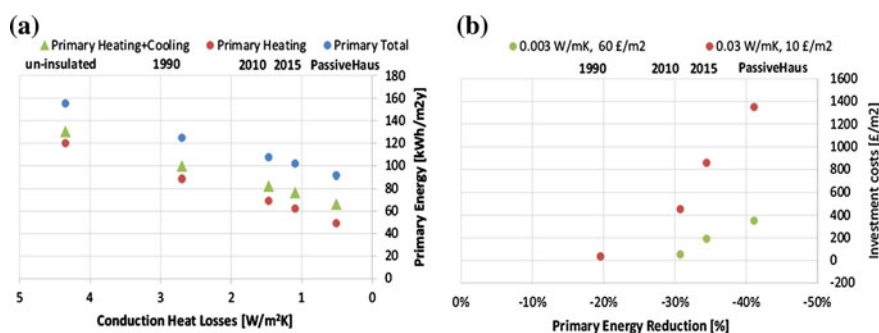 (a)
Primary Heating+Cooling Primary Heating Primary Total
un-insulated 1990 2010 2015 PassiveHaus
180
160
140
120
100
80
60
40
20
0
Primary Energy [kWh/m2y]
5 4 3 2 1 0
Conduction Heat Losses [W/m²K]
(b)
0.003 W/mK, 60 £/m2 0.03 W/mK, 10 £/m2
1990 2010 2015 PassiveHaus
1600
1400
1200
1000
800
600
400
200
0
-200
Investment costs [£/m2]
0% -10% -20% -30% -40% -50%
Primary Energy Reduction [%]